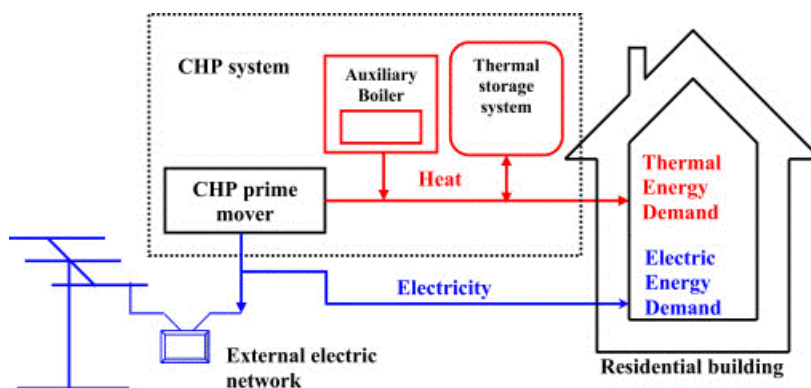 CHP system
Auxiliary
Boiler
Thermal
storage
system
CHP prime
mover
Heat
Thermal
Energy
Demand
Electric
Energy
Demand
Electricity
External electric
network
Residential building